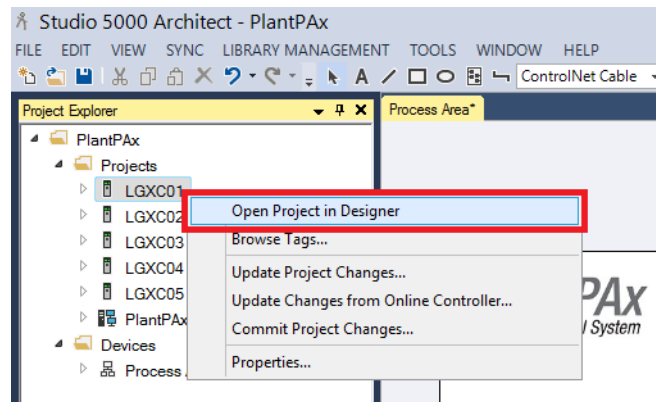 Studio 5000 Architect - PlantPAx
FILE EDIT VIEW SYNC LIBRARY MANAGEMENT TOOLS WINDOW HELP
A ControlNet Cable
Project Explorer
Process Area*
PlantPAx
Projects
LGXC01
LGXC02
LGXC03
LGXC04
LGXC05
PlantPAx
Devices
Process
Open Project in Designer
Browse Tags...
Update Project Changes...
Update Changes from Online Controller...
Commit Project Changes...
Properties...
PAx
l System